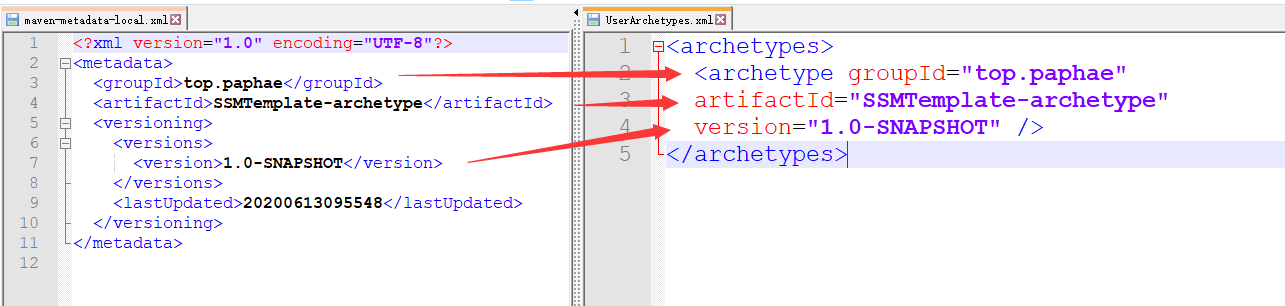 maven-metadata-local.xml
1 <?xml version="1.0" encoding="UTF-8"?>
2 <metadata>
3 <groupId>top.paphae</groupId>
4 <artifactId>SSMTemplate-archetype</artifactId>
5 <versioning>
6 <versions>
7 <version>1.0-SNAPSHOT</version>
8 </versions>
9 <lastUpdated>20200613095548</lastUpdated>
10 </versioning>
11 </metadata>
12
UserArchetypes.xml
1 <archetypes>
2 <archetype groupId="top.paphae"
3 artifactId="SSMTemplate-archetype"
4 version="1.0-SNAPSHOT" />
5 </archetypes>